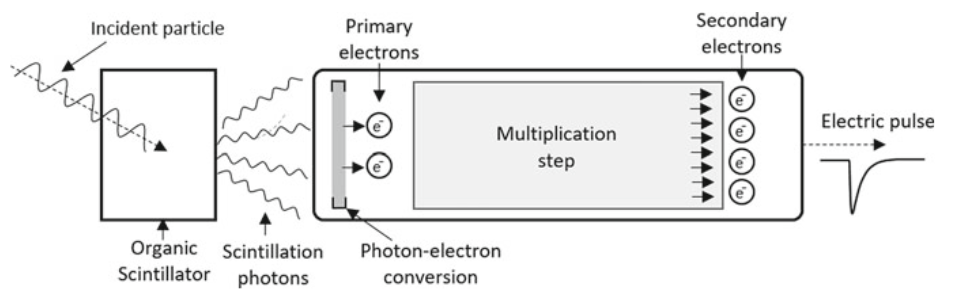 Incident particle
Primary
electrons
Secondary
electrons
e-
e-
e-
e-
e-
e-
Multiplication
step
Electric pulse
Organic
Scintillator
Scintillation
photons
Photon-electron
conversion